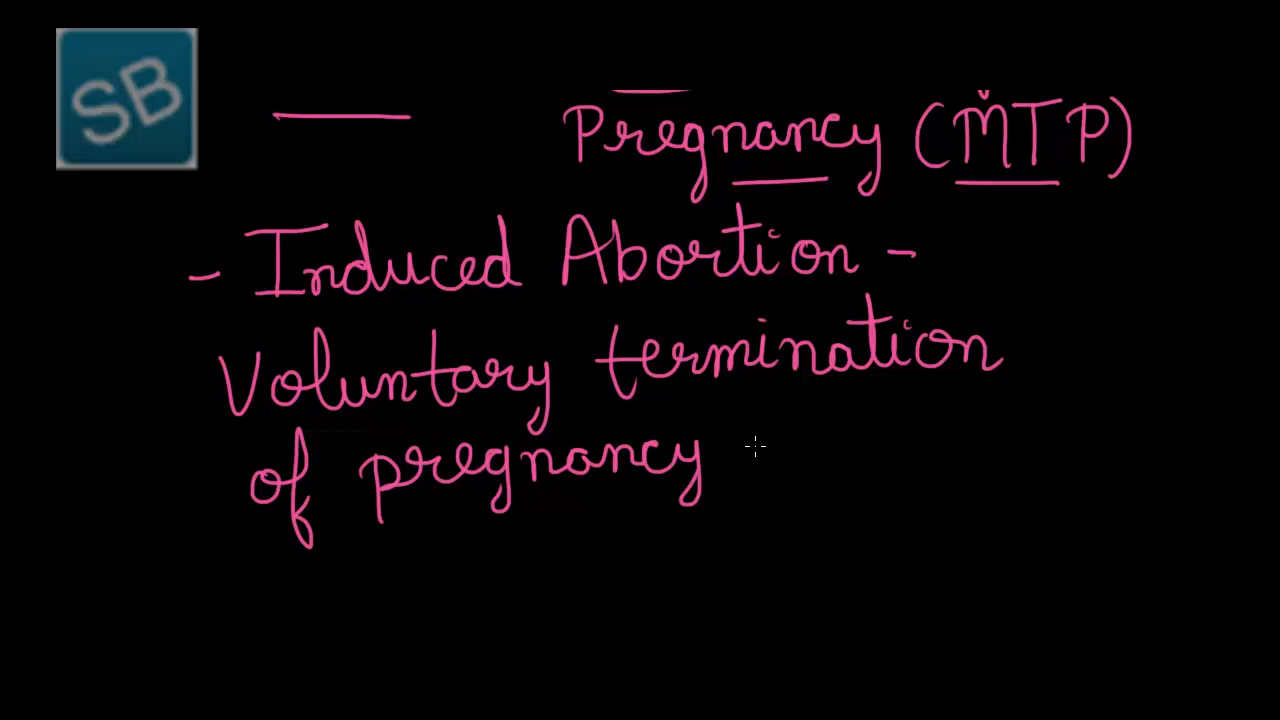 SB
Pregnancy (MTP)
- Induced Abortion -
Voluntary termination
of pregnancy